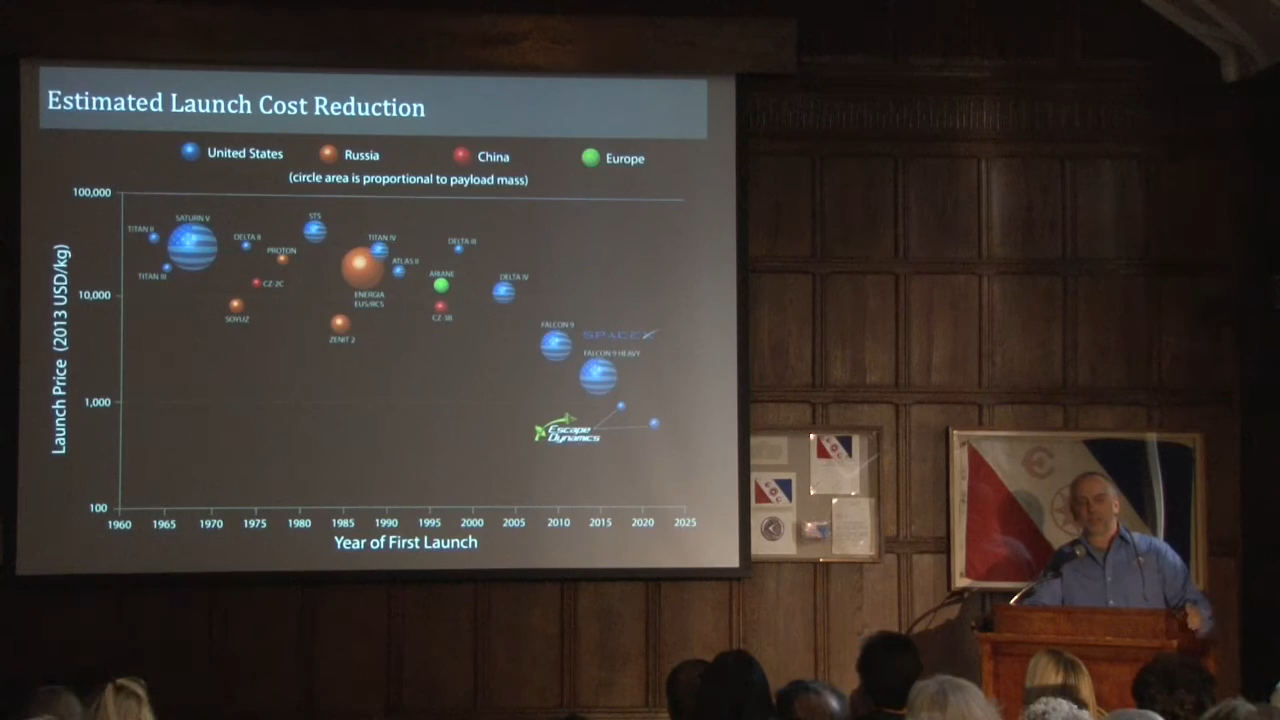 Estimated Launch Cost Reduction
United States
Russia
China
Europe
(circle area is proportional to payload mass)
Launch Price (2013 USD/kg)
100,000
10,000
1,000
100
TITAN II
SATURN V
TITAN III
DELTA II
PROTON
CZ-2C
SOYUZ
STS
TITAN IV
ENERGIA
EUS/RCS
ZENIT 2
ATLAS II
DELTA III
ARIANE
CZ-3B
DELTA IV
FALCON 9
SPACEX
FALCON 9 HEAVY
Escape
Dynamics
1960 1965 1970 1975 1980 1985 1990 1995 2000 2005 2010 2015 2020 2025
Year of First Launch